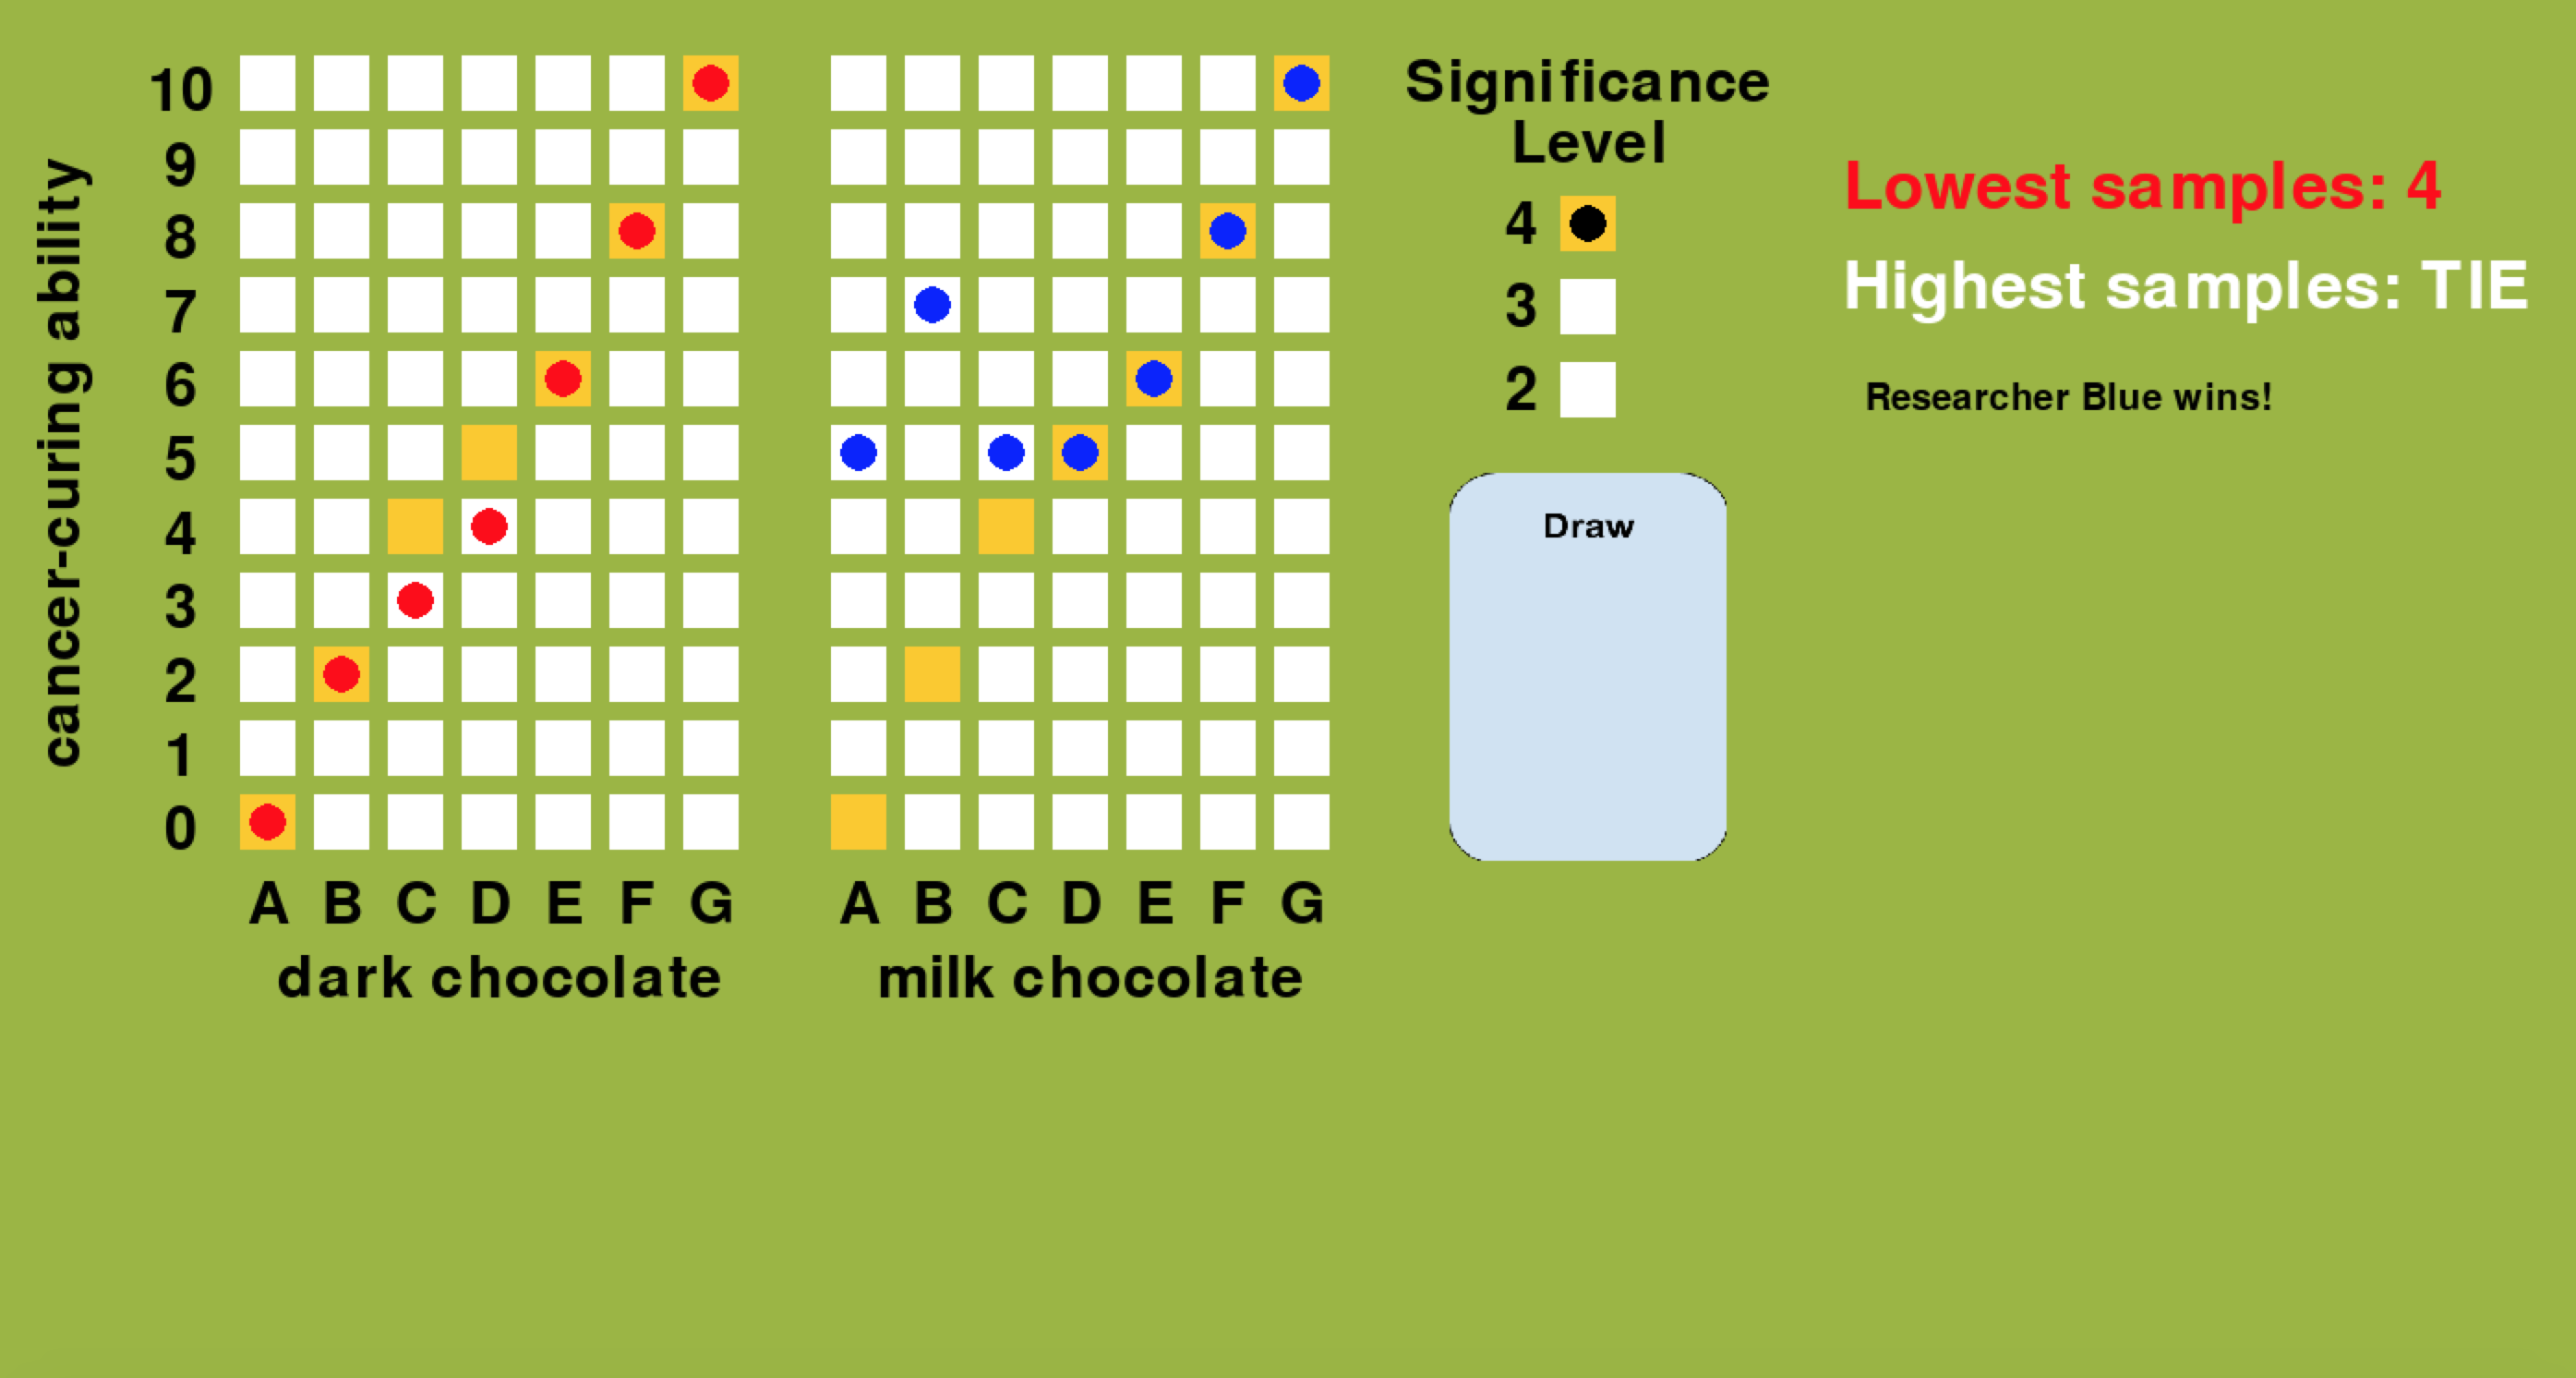 cancer-curing ability
10
9
8
7
6
5
4
3
2
1
0
A B C D E F G
dark chocolate
A B C D E F G
milk chocolate
Significance
Level
4
3
2
Draw
Lowest samples: 4
Highest samples: TIE
Researcher Blue wins!